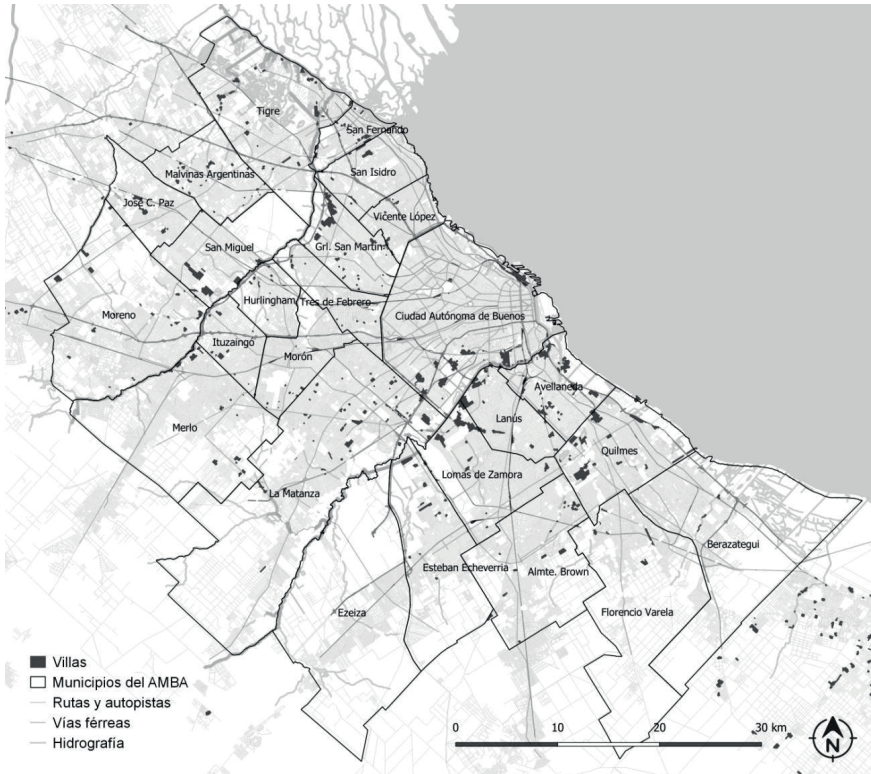 Tigre
San Fernando
San Isidro
Malvinas Argentinas
José C. Paz
Vicente López
San Miguel
Grl. San Martín
Hurlingham
Tres de Febrero
Moreno
Ciudad Autónoma de Buenos
Ituzaingó
Morón
Avellaneda
Merlo
Lanús
Quilmes
Lomas de Zamora
La Matanza
Berazategui
Esteban Echeverria
Almte. Brown
Ezeiza
Florencio Varela
Villas
Municipios del AMBA
Rutas y autopistas
Vías férreas
Hidrografía
0 10 20 30 km
N